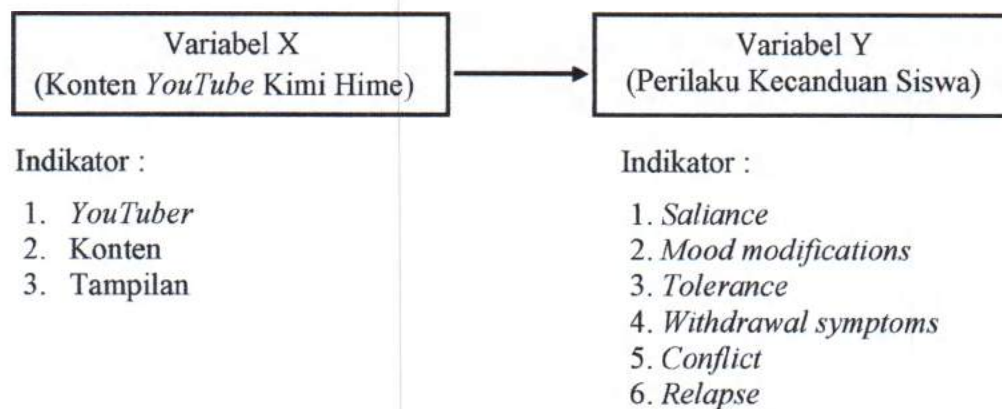 Variabel X
(Konten YouTube Kimi Hime)
Variabel Y
(Perilaku Kecanduan Siswa)
Indikator :
1. YouTuber
2. Konten
3. Tampilan
Indikator :
1. Saliance
2. Mood modifications
3. Tolerance
4. Withdrawal symptoms
5. Conflict
6. Relapse